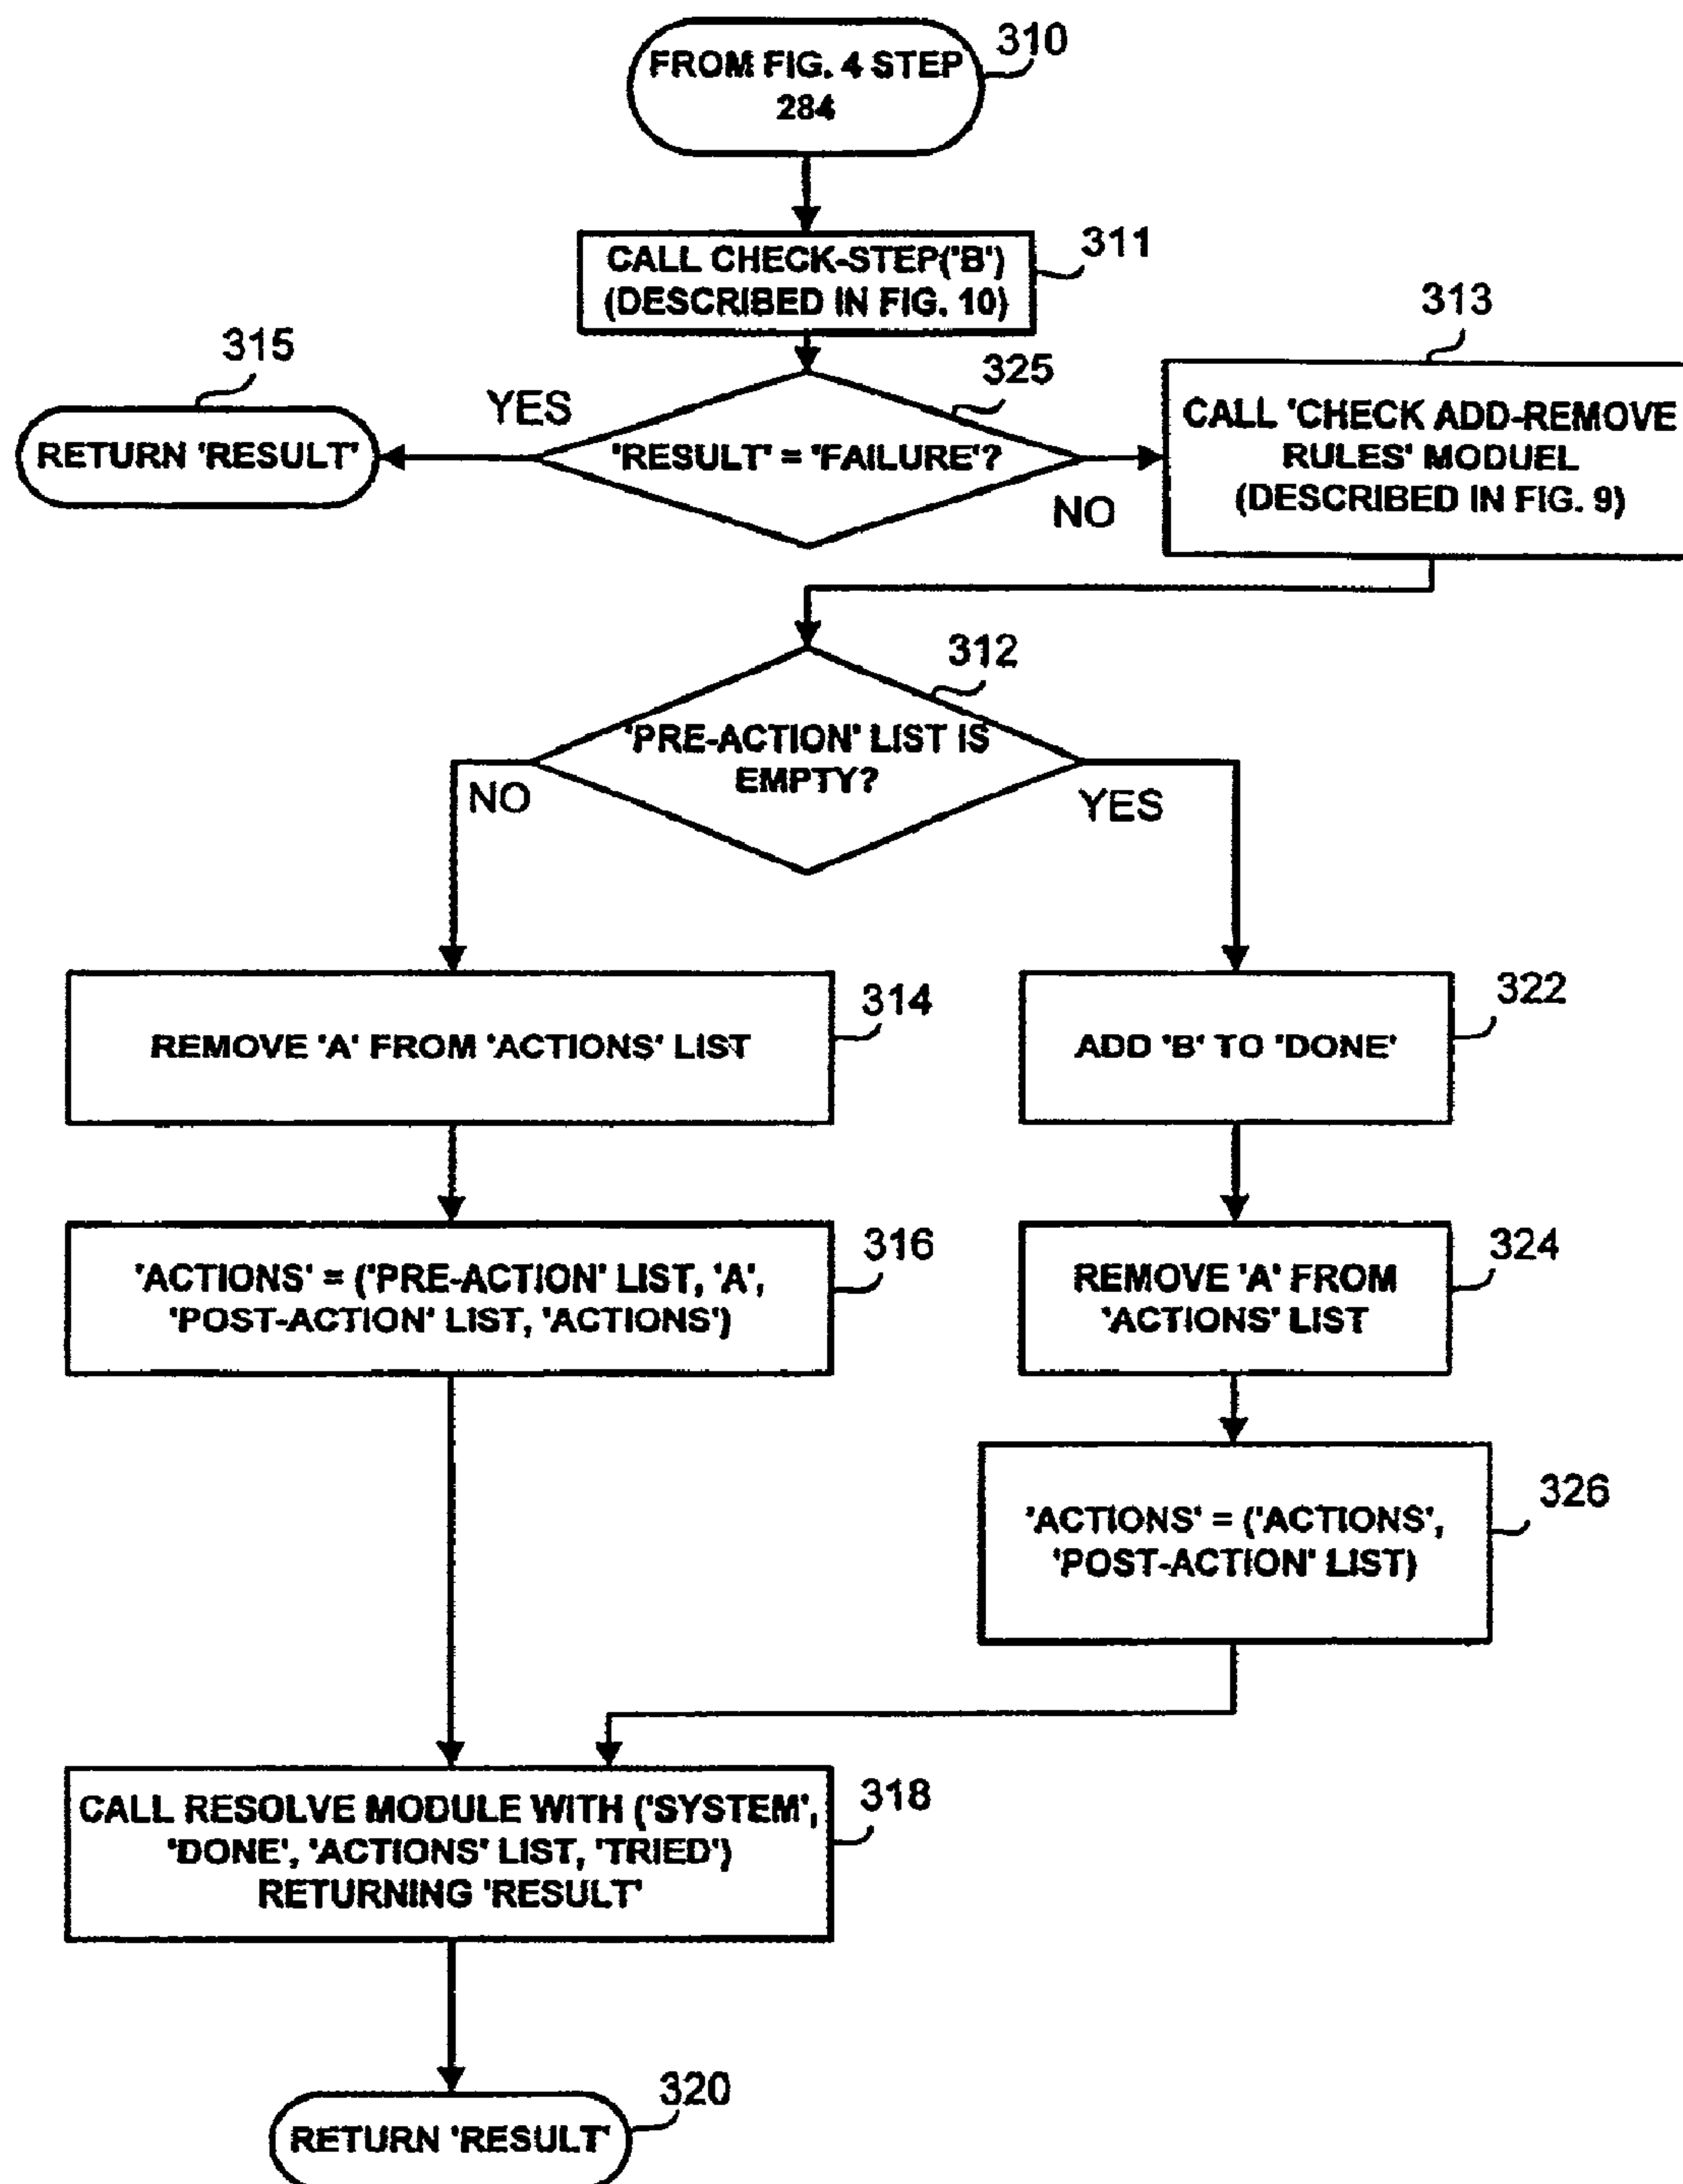 FROM FIG. 4 STEP
284
310
CALL CHECK-STEP('B')
(DESCRIBED IN FIG. 10)
311
315
RETURN 'RESULT'
YES
325
'RESULT' = 'FAILURE'?
NO
313
CALL 'CHECK ADD-REMOVE
RULES' MODUEL
(DESCRIBED IN FIG. 9)
312
'PRE-ACTION' LIST IS
EMPTY?
NO
YES
314
REMOVE 'A' FROM 'ACTIONS' LIST
322
ADD 'B' TO 'DONE'
316
'ACTIONS' = ('PRE-ACTION' LIST, 'A',
'POST-ACTION' LIST, 'ACTIONS')
324
REMOVE 'A' FROM
'ACTIONS' LIST
326
'ACTIONS' = ('ACTIONS',
'POST-ACTION' LIST)
CALL RESOLVE MODULE WITH ('SYSTEM',
'DONE', 'ACTIONS' LIST, 'TRIED')
RETURNING 'RESULT'
318
320
RETURN 'RESULT'